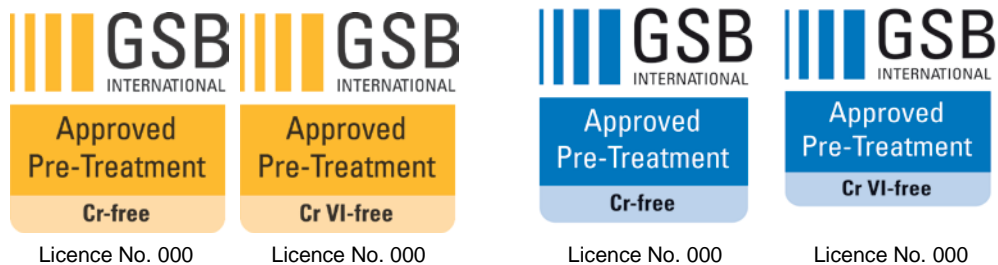 GSB
INTERNATIONAL
Approved
Pre-Treatment
Cr-free
Licence No. 000
GSB
INTERNATIONAL
Approved
Pre-Treatment
Cr VI-free
Licence No. 000
GSB
INTERNATIONAL
Approved
Pre-Treatment
Cr-free
Licence No. 000
GSB
INTERNATIONAL
Approved
Pre-Treatment
Cr VI-free
Licence No. 000